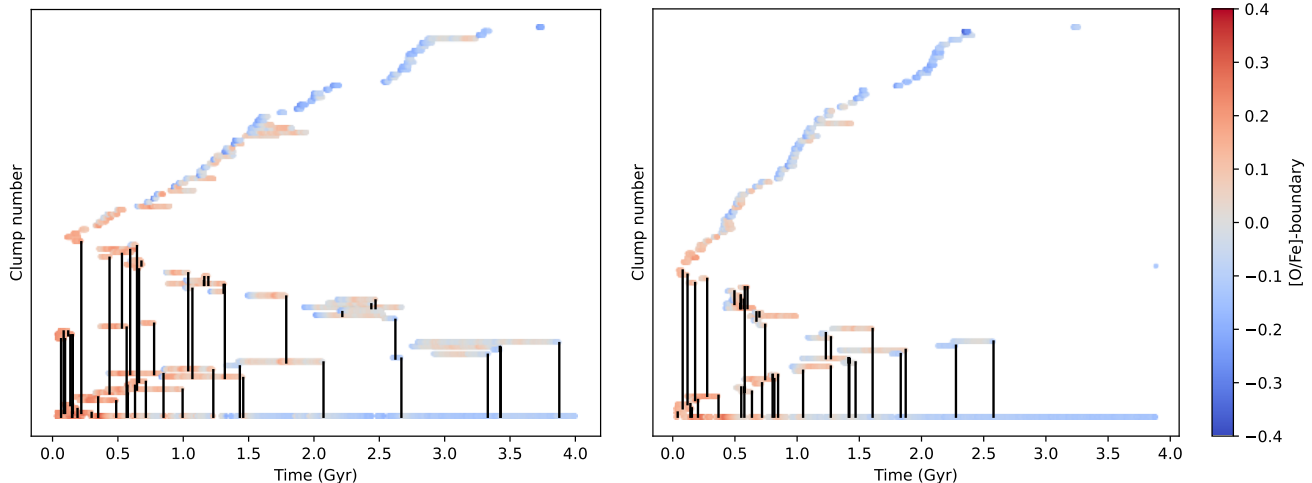 Clump number
0.0 0.5 1.0 1.5 2.0 2.5 3.0 3.5 4.0
Time (Gyr)
Clump number
0.0 0.5 1.0 1.5 2.0 2.5 3.0 3.5 4.0
Time (Gyr)
0.4
0.3
0.2
0.1
0.0
−0.1
−0.2
−0.3
−0.4
[O/Fe]-boundary